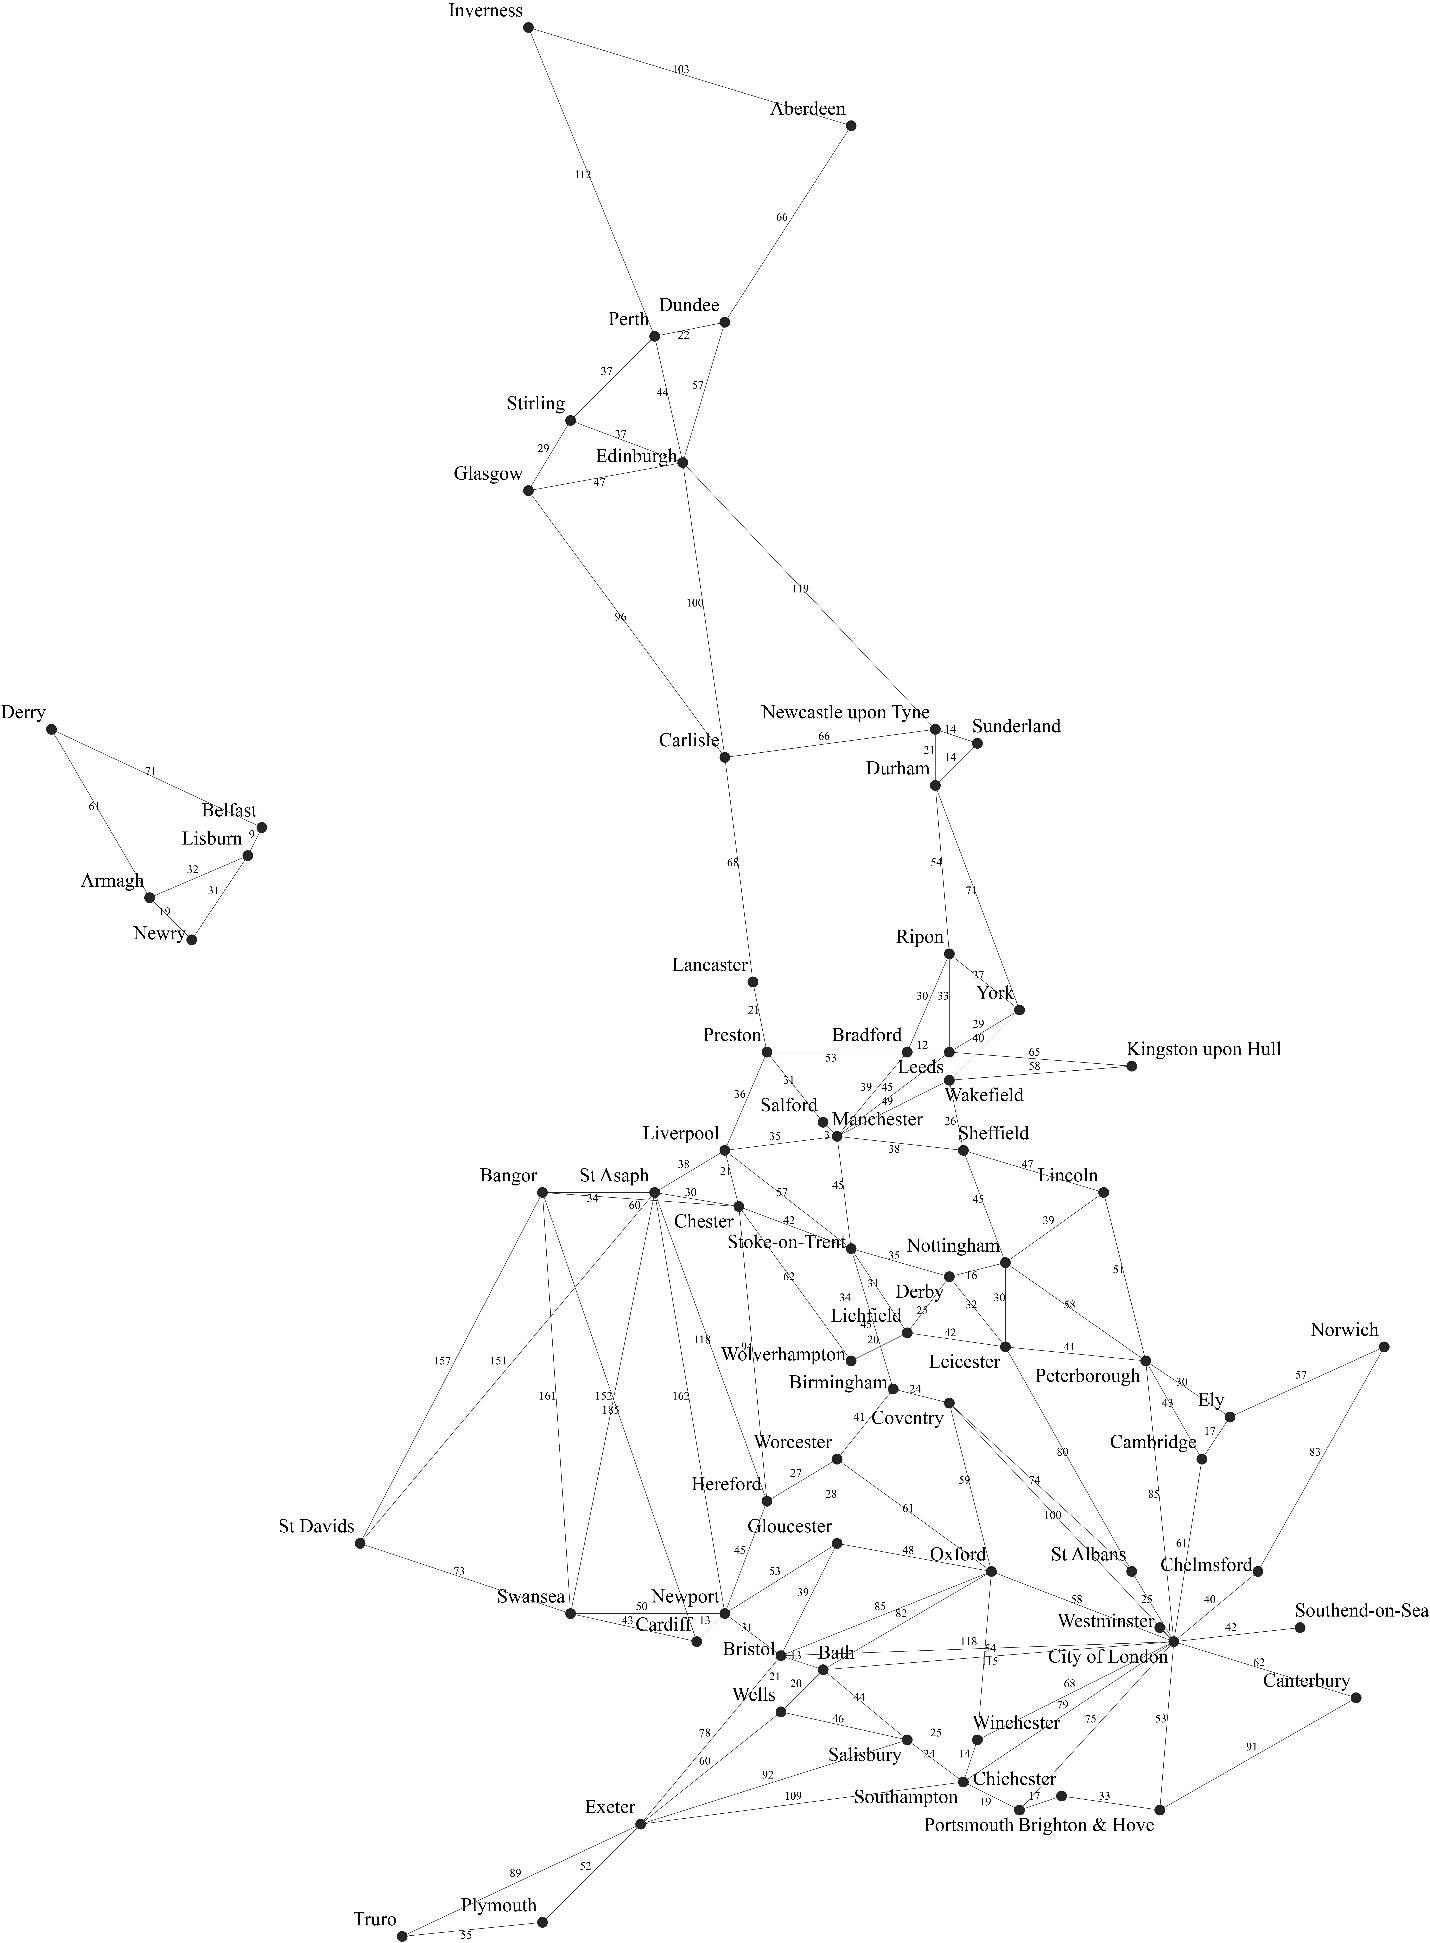 Inverness
103
Aberdeen
112
66
Dundee
Perth
22
37
44
57
Stirling
37
29
Edinburgh
Glasgow
47
119
100
96
Derry
Newcastle upon Tyne
14
Sunderland
Carlisle
66
21
14
Durham
71
61
Belfast
9
Lisburn
32
31
Armagh
19
Newry
68
54
71
Ripon
Lancaster
37
30
33
York
21
29
Preston
Bradford
12
40
Kingston upon Hull
53
65
Leeds
58
31
39
45
36
49
Wakefield
Salford
Manchester
26
Liverpool
35
3
38
Sheffield
38
21
47
Bangor
St Asaph
30
57
45
Lincoln
34
60
45
Chester
42
39
Stoke-on-Trent
35
Nottingham
51
62
16
31
Derby
34
32
30
58
Lichfield
25
45
Norwich
20
42
41
157
151
118
Wolverhampton
Leicester
57
Birmingham
24
Peterborough
30
161
152
43
Ely
185
162
41
Coventry
17
Worcester
Cambridge
80
83
27
59
74
Hereford
28
85
61
100
St Davids
Gloucester
45
48
Oxford
St Albans
61
Chelmsford
73
53
39
Swansea
50
Newport
85
82
58
25
40
43
Cardiff
13
31
Westminster
42
Southend-on-Sea
Bristol
13
Bath
118
54
City of London
21
20
62
Canterbury
Wells
44
68
79
75
53
46
25
Winchester
78
Salisbury
24
14
91
60
92
Chichester
109
Southampton
19
17
33
Exeter
Portsmouth
Brighton & Hove
89
52
Plymouth
Truro
55